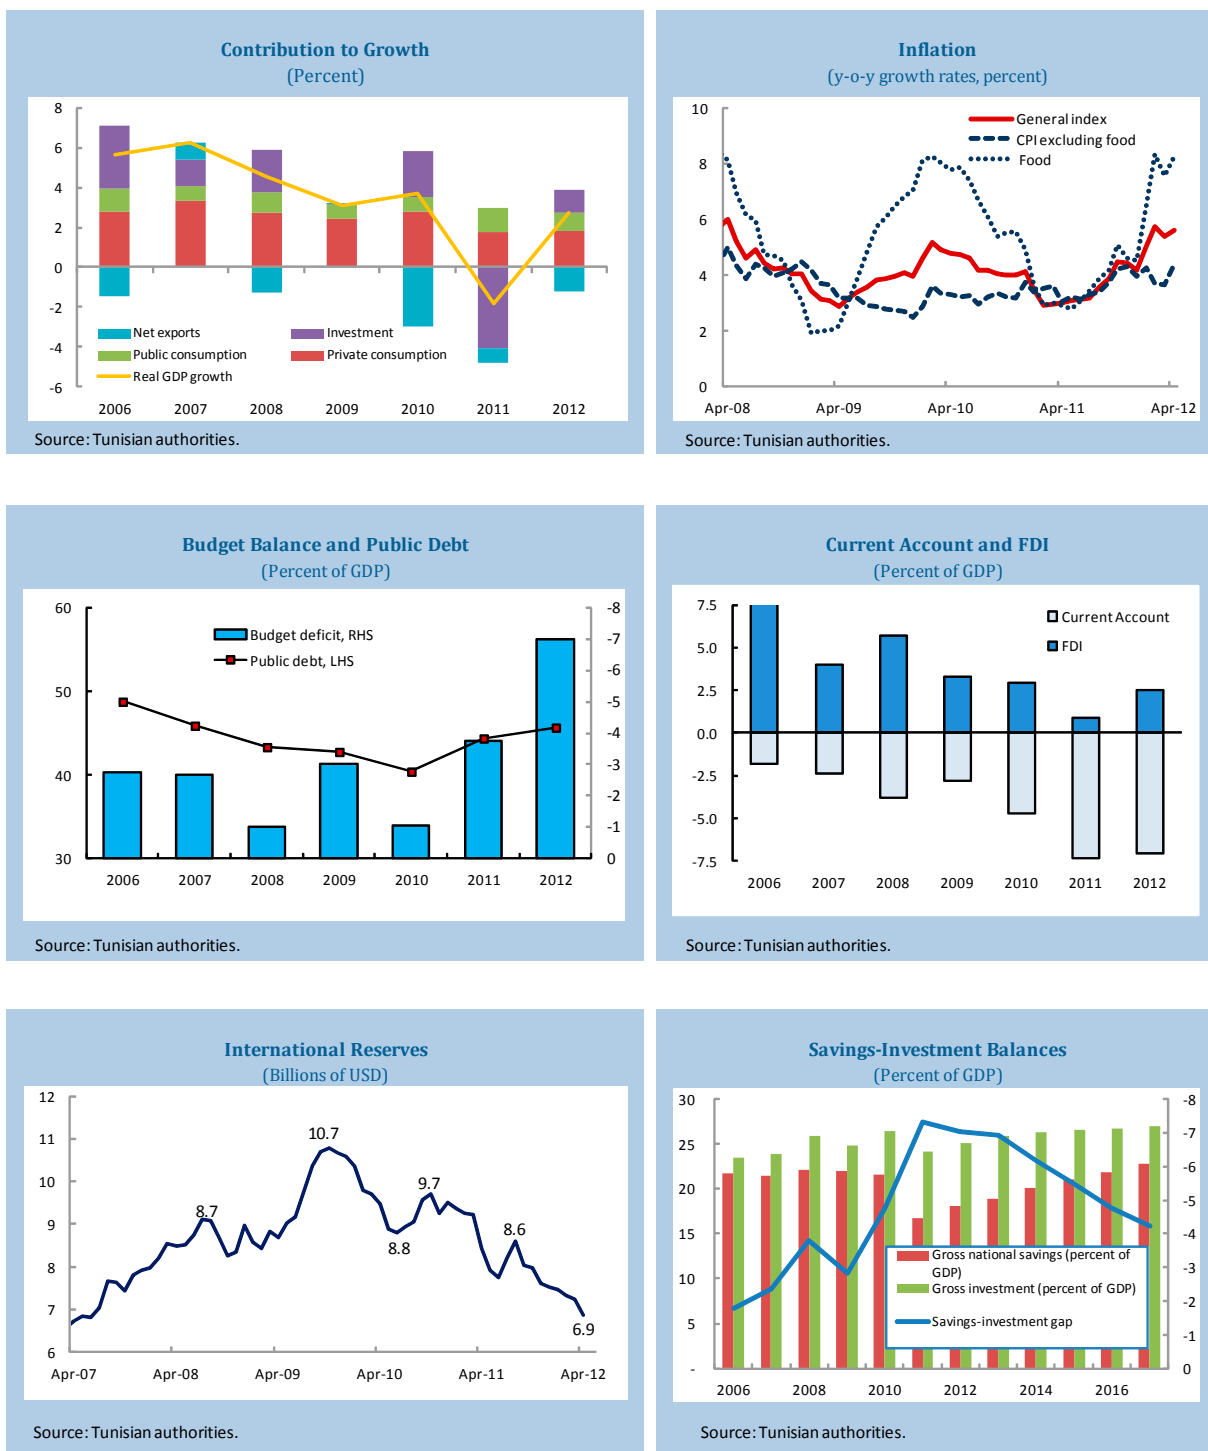 Contribution to Growth
(Percent)
8
6
4
2
0
-2
-4
-6
Net exports
Investment
Public consumption
Private consumption
Real GDP growth
2006 2007 2008 2009 2010 2011 2012
Source: Tunisian authorities.
Inflation
(y-o-y growth rates, percent)
10
8
6
4
2
0
General index
CPI excluding food
Food
Apr-08 Apr-09 Apr-10 Apr-11 Apr-12
Source: Tunisian authorities.
Budget Balance and Public Debt
(Percent of GDP)
60
50
40
30
Budget deficit, RHS
Public debt, LHS
-8
-7
-6
-5
-4
-3
-2
-1
0
2006 2007 2008 2009 2010 2011 2012
Source: Tunisian authorities.
Current Account and FDI
(Percent of GDP)
7.5
5.0
2.5
0.0
-2.5
-5.0
-7.5
Current Account
FDI
2006 2007 2008 2009 2010 2011 2012
Source: Tunisian authorities.
International Reserves
(Billions of USD)
12
11
10
9
8
7
6
8.7
10.7
8.8
9.7
8.6
6.9
Apr-07 Apr-08 Apr-09 Apr-10 Apr-11 Apr-12
Source: Tunisian authorities.
Savings-Investment Balances
(Percent of GDP)
30
25
20
15
10
5
-
-8
-7
-6
-5
-4
-3
-2
-1
0
Gross national savings (percent of
GDP)
Gross investment (percent of GDP)
Savings-investment gap
2006 2008 2010 2012 2014 2016
Source: Tunisian authorities.